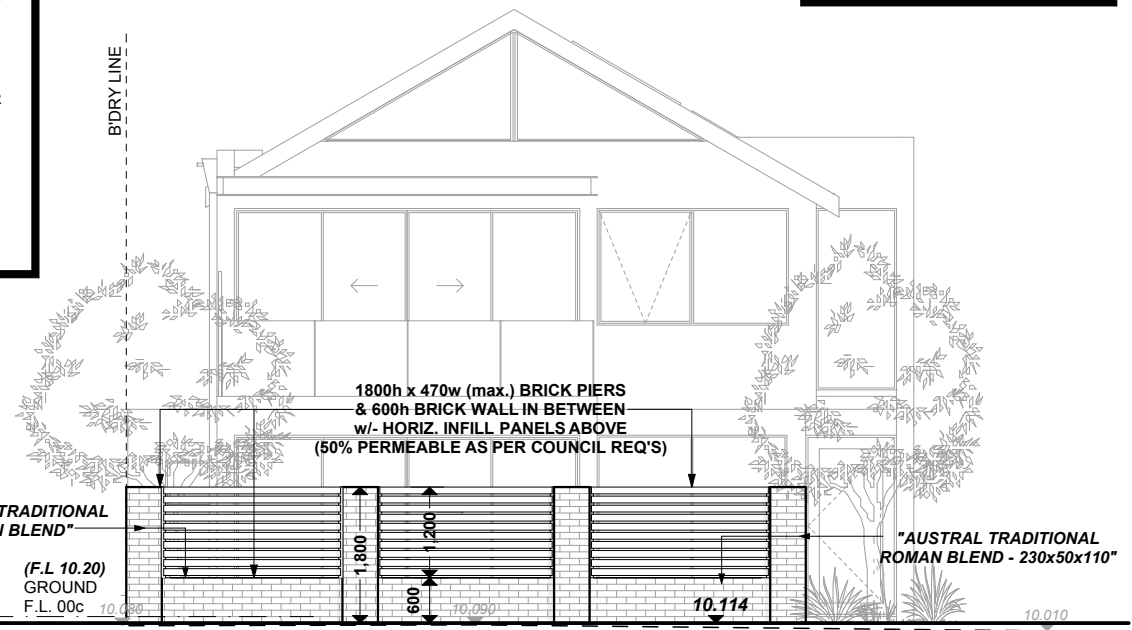 B'DRY LINE
1800h x 470w (max.) BRICK PIERS
& 600h BRICK WALL IN BETWEEN
w/- HORIZ. INFILL PANELS ABOVE
(50% PERMEABLE AS PER COUNCIL REQ'S)
TRADITIONAL
BLEND"
(F.L 10.20)
GROUND
F.L. 00c
10.080
1,800
1,200
600
10.090
10.114
"AUSTRAL TRADITIONAL
ROMAN BLEND - 230x50x110"
10.010